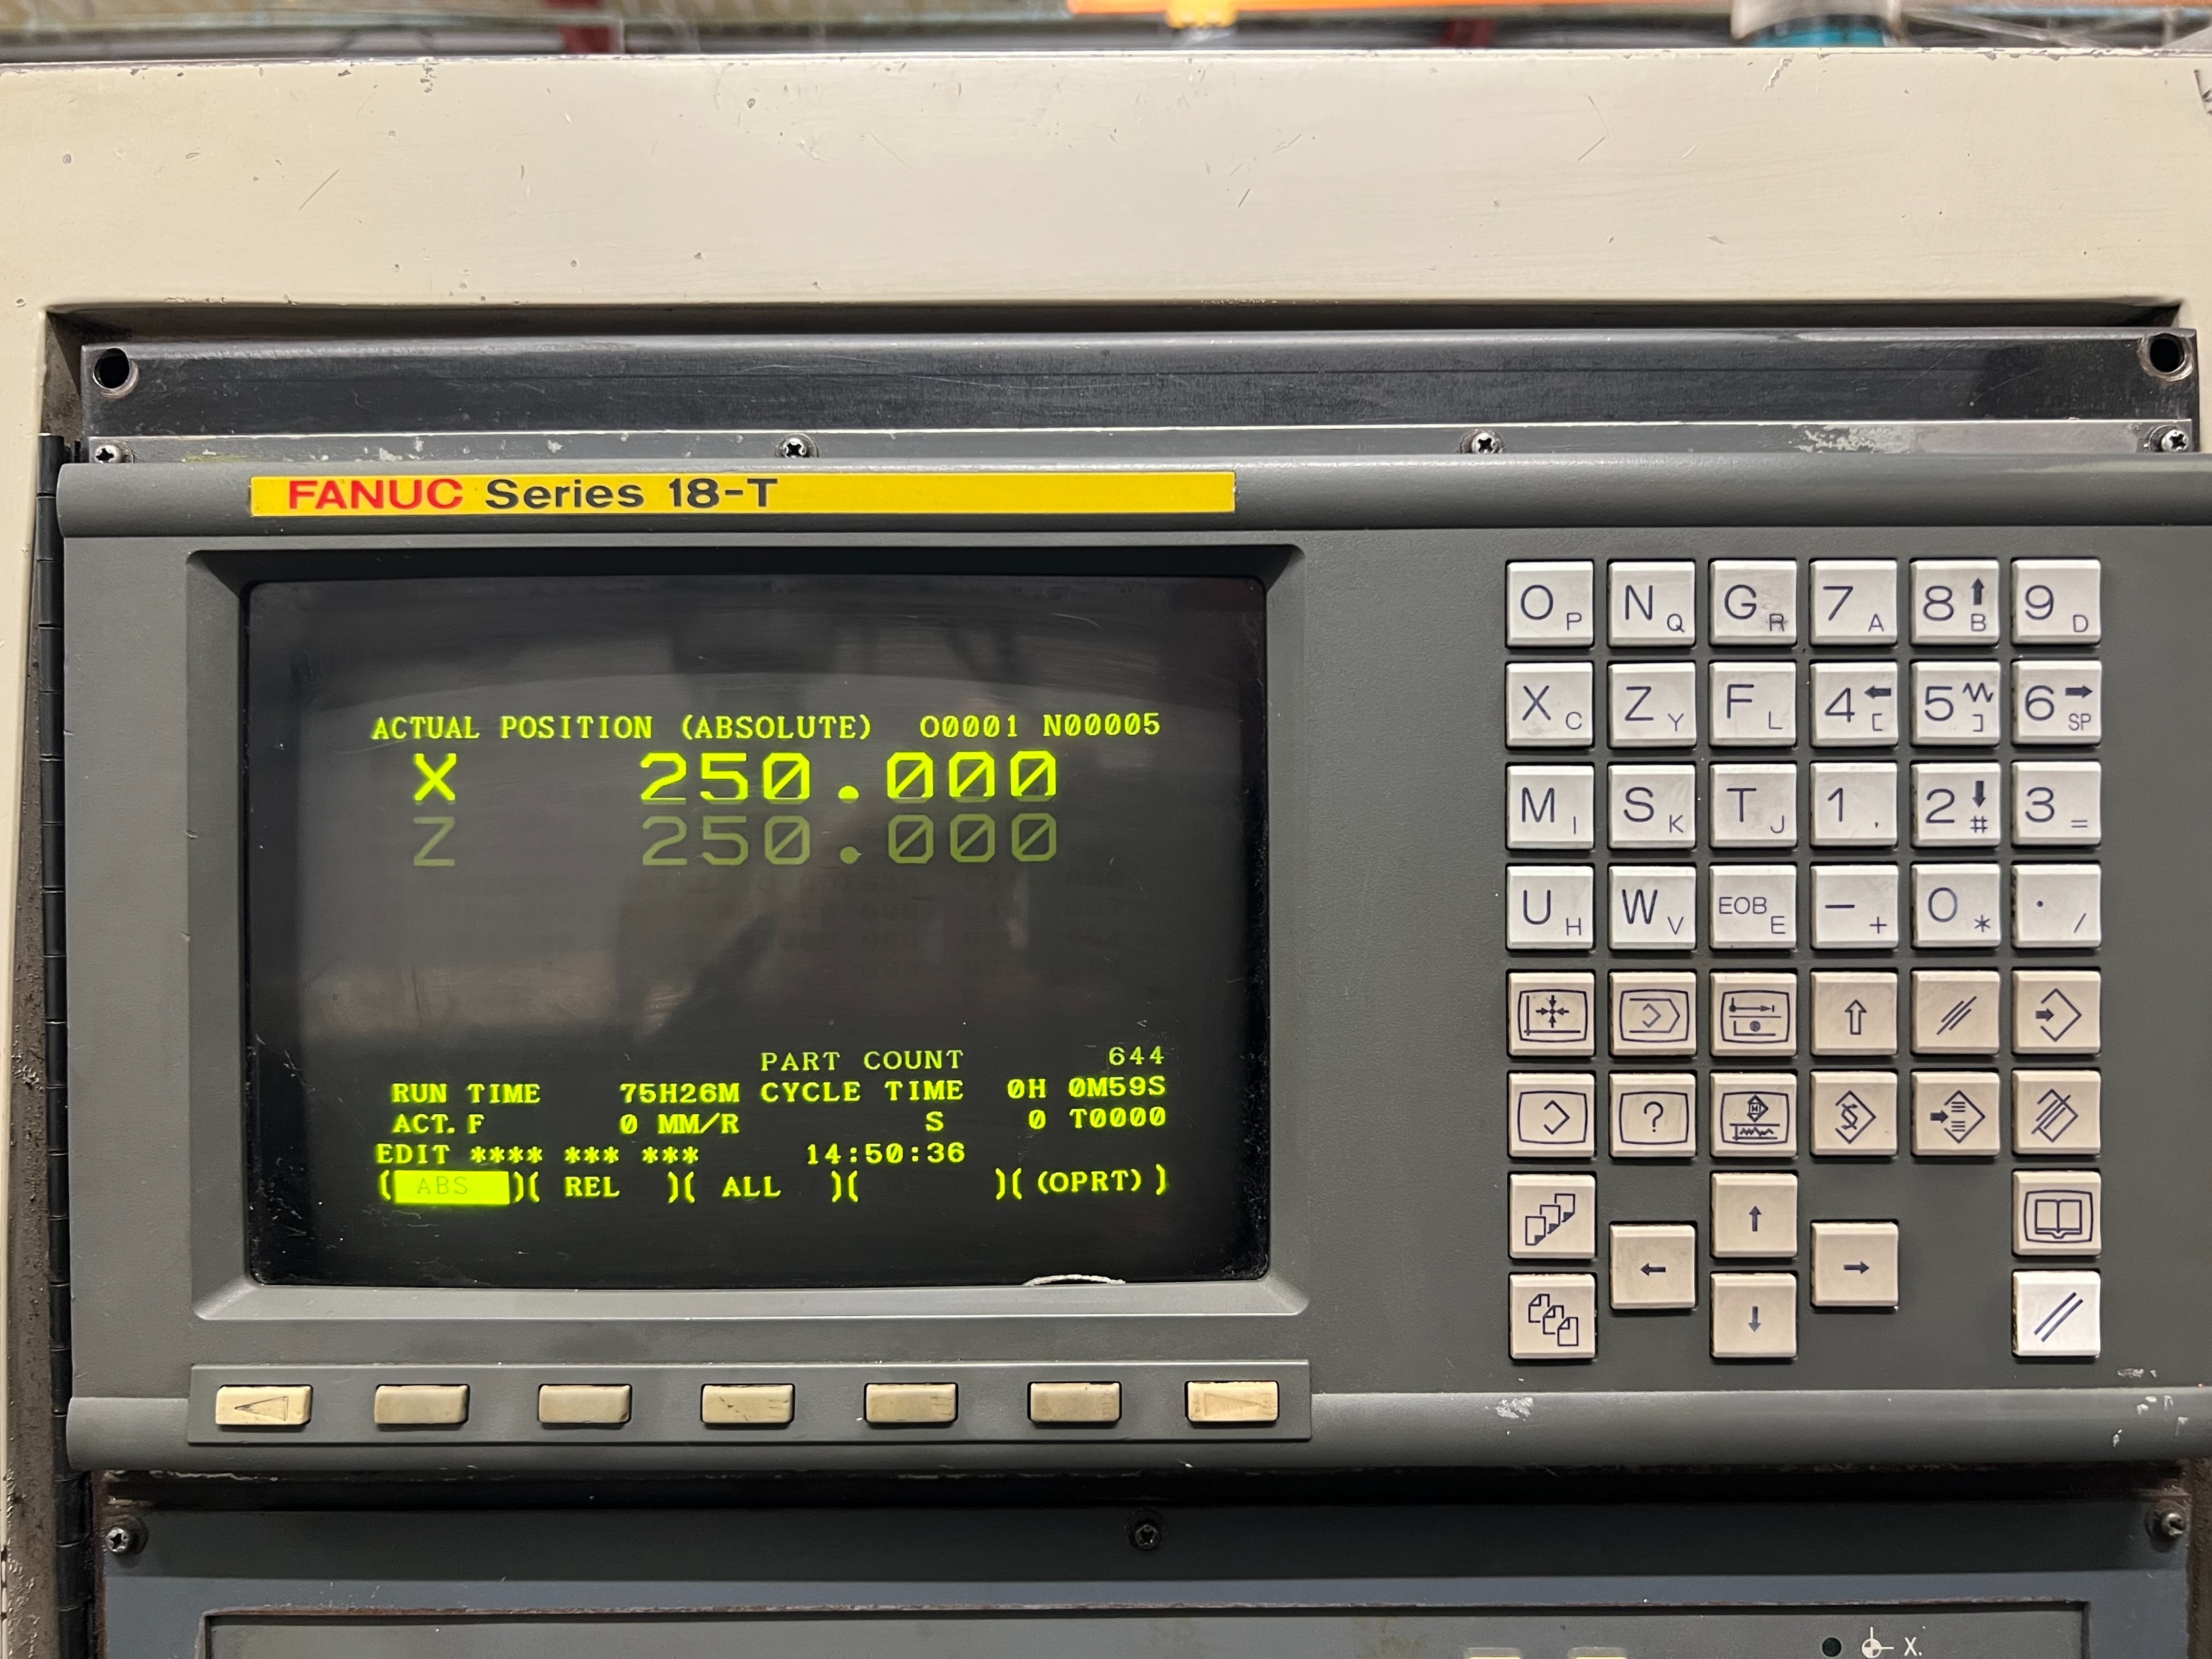 FANUC Series 18-T
ACTUAL POSITION (ABSOLUTE) O0001 N00005
X 250.000
Z 250.000
PART COUNT 644
RUN TIME 75H26M CYCLE TIME 0H 0M59S
ACT.F 0 MM/R S 0 T0000
EDIT **** *** *** 14:50:36
( ABS )( REL )( ALL )( )( (OPRT) )
O P N Q G R 7 A 8 B 9 D
X C Z Y F L 4 [ 5 ] 6 SP
M I S K T J 1 , 2 # 3 =
U H W V EOB E - + 0 * . /
?
X.